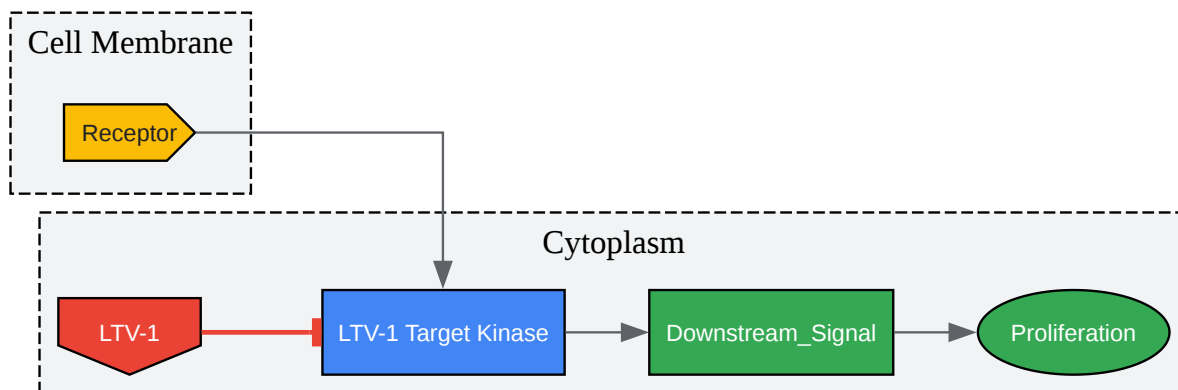 Cell Membrane
Receptor
Cytoplasm
LTV-1
LTV-1 Target Kinase
Downstream_Signal
Proliferation